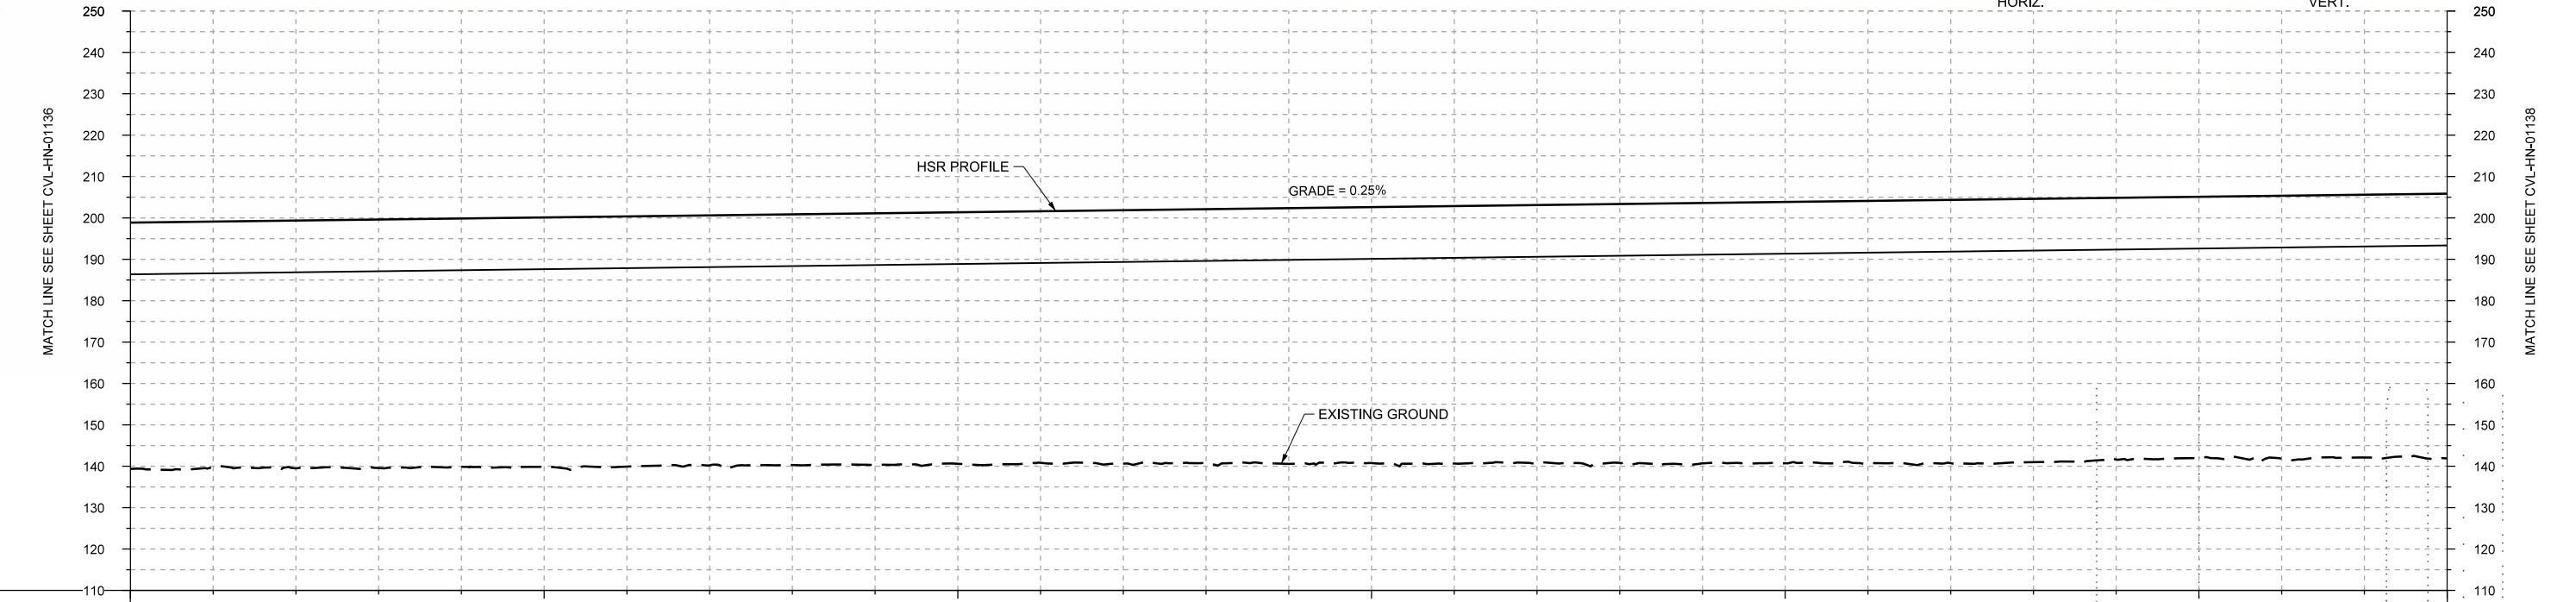 HORIZ. VERT.
250 250
240 240
230 230
220 220
HSR PROFILE
210 210
GRADE = 0.25%
200 200
190 190
180 180
170 170
160 160
EXISTING GROUND
150 150
140 140
130 130
120 120
110 110
MATCH LINE SEE SHEET CVL-HN-01136
MATCH LINE SEE SHEET CVL-HN-01138